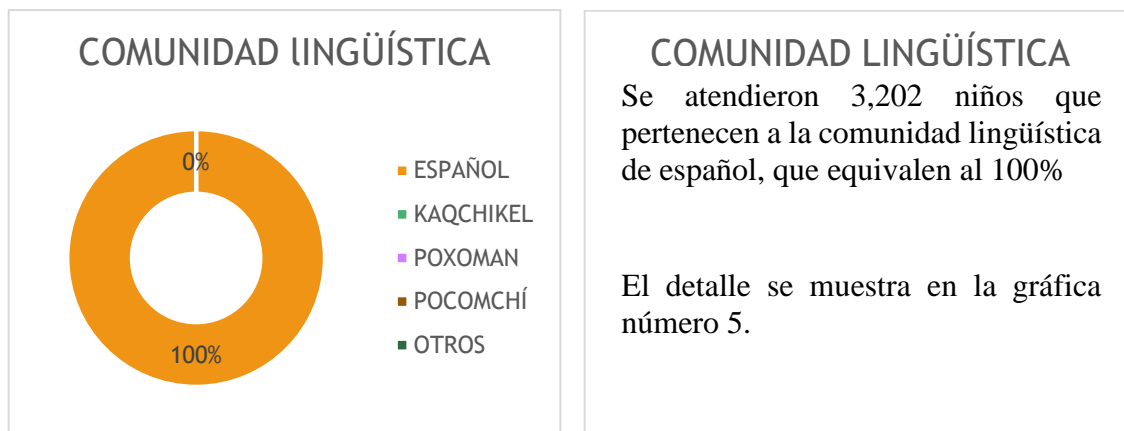 COMUNIDAD lINGÜÍSTICA
0%
100%
ESPAÑOL
KAQCHIKEL
POXOMAN
POCOMCHÍ
OTROS
COMUNIDAD LINGÜÍSTICA
Se atendieron 3,202 niños que
pertenecen a la comunidad lingüística
de español, que equivalen al 100%
El detalle se muestra en la gráfica
número 5.